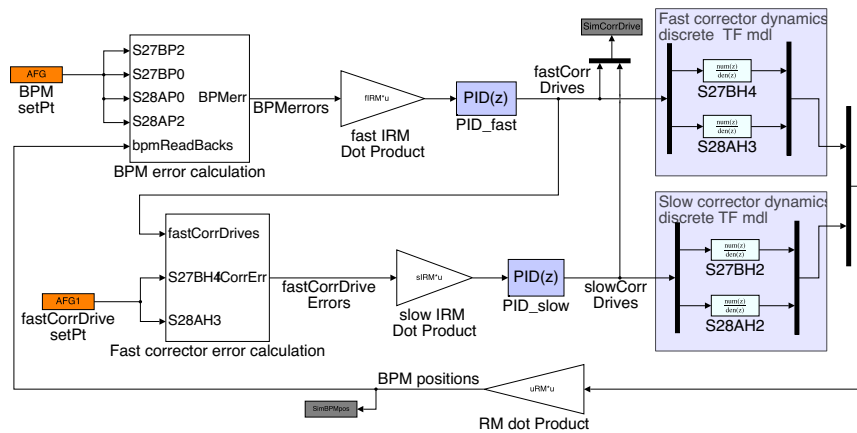 SimCorrDrive
Fast corrector dynamics
discrete TF mdl
AFG
BPM
setPt
S27BP2
S27BP0
S28AP0
S28AP2
bpmReadBacks
BPMerr
BPM error calculation
BPMerrors
fIRM*u
fast IRM
Dot Product
PID(z)
PID_fast
fastCorr
Drives
num(z)
den(z)
S27BH4
num(z)
den(z)
S28AH3
Slow corrector dynamics
discrete TF mdl
fastCorrDrives
S27BH4
CorrErr
S28AH3
Fast corrector error calculation
AFG1
fastCorrDrive
setPt
fastCorrDrive
Errors
sIRM*u
slow IRM
Dot Product
PID(z)
PID_slow
slowCorr
Drives
num(z)
den(z)
S27BH2
num(z)
den(z)
S28AH2
BPM positions
SimBPMpos
uRM*u
RM dot Product